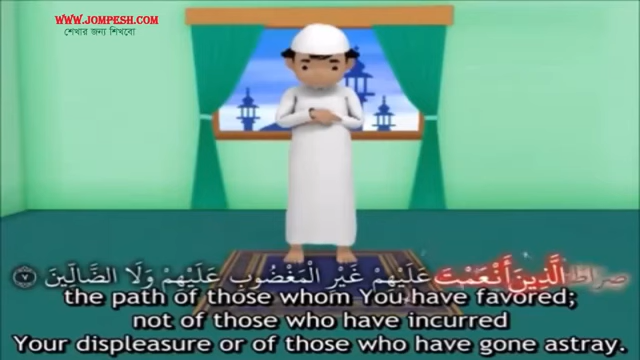 WWW.JOMPESH.COM
শেখার জন্য শিখবো
صِرَاطَ الَّذِينَ أَنْعَمْتَ عَلَيْهِمْ غَيْرِ الْمَغْضُوبِ عَلَيْهِمْ وَلَا الضَّالِّينَ ٧
the path of those whom You have favored;
not of those who have incurred
Your displeasure or of those who have gone astray.